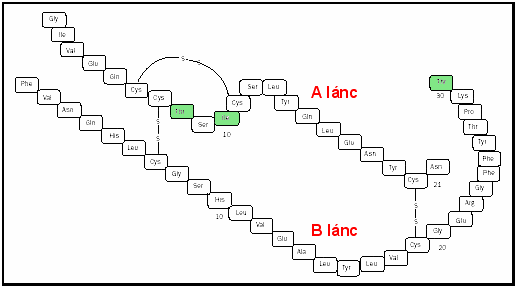 Gly
Ile
Val
Glu
Gln
Cys
Cys
Thr
Ser
Ile
10
Cys
Ser
Leu
Tyr
Gln
Leu
Glu
Asn
Tyr
Cys
Asn
21
S
S
S
A lánc
Phe
Val
Asn
Gln
His
Leu
Cys
Gly
Ser
His
10
Leu
Val
Glu
Ala
Leu
Tyr
Leu
Val
Cys
Gly
20
Glu
Arg
Gly
Phe
Phe
Tyr
Thr
Pro
Lys
Thr
30
S
S
B lánc